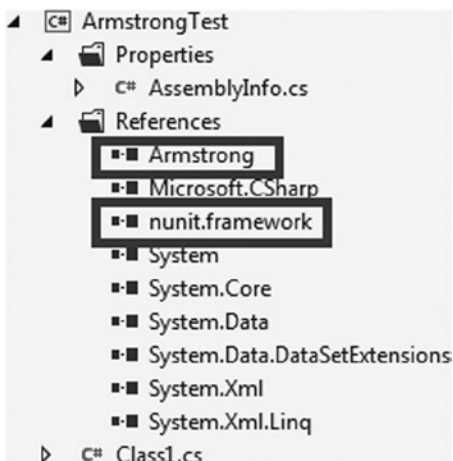 C# ArmstrongTest
Properties
C# AssemblyInfo.cs
References
Armstrong
Microsoft.CSharp
nunit.framework
System
System.Core
System.Data
System.Data.DataSetExtensions
System.Xml
System.Xml.Linq
C# Class1.cs